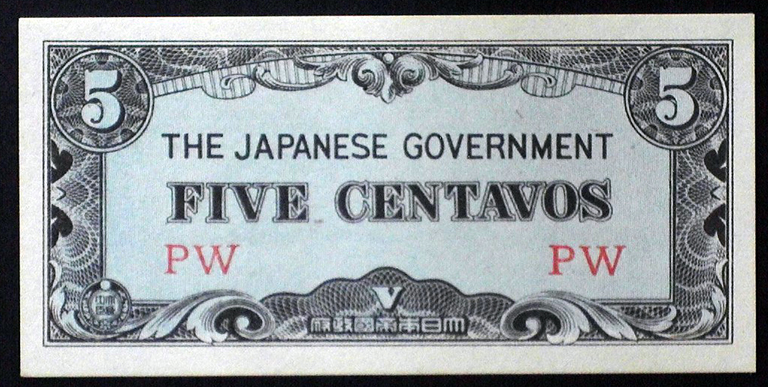 5 5
THE JAPANESE GOVERNMENT
FIVE CENTAVOS
PW PW
V
大日本帝國政府